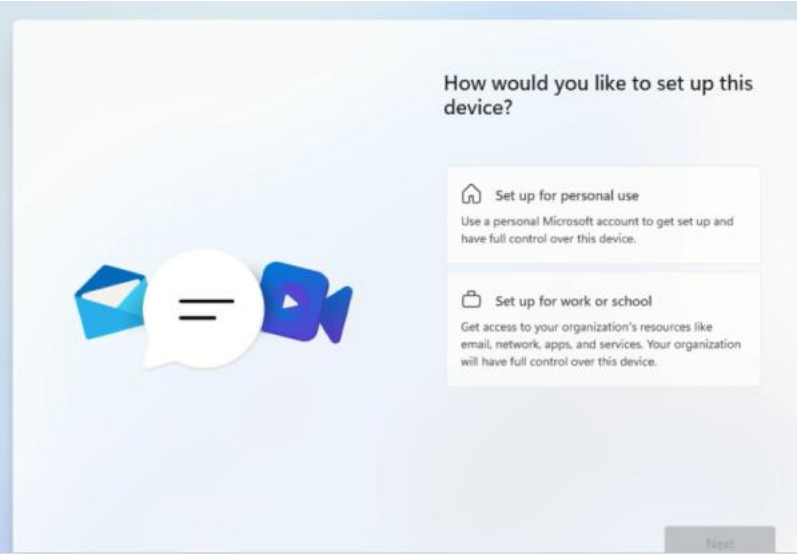 How would you like to set up this
device?
Set up for personal use
Use a personal Microsoft account to get set up and
have full control over this device.
Set up for work or school
Get access to your organization's resources like
email, network, apps, and services. Your organization
will have full control over this device.
Next